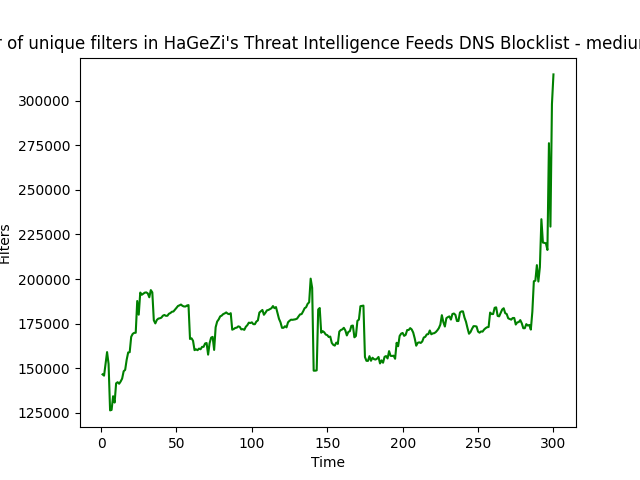 r of unique filters in HaGeZi's Threat Intelligence Feeds DNS Blocklist - mediu
Filters
300000
275000
250000
225000
200000
175000
150000
125000
0 50 100 150 200 250 300
Time